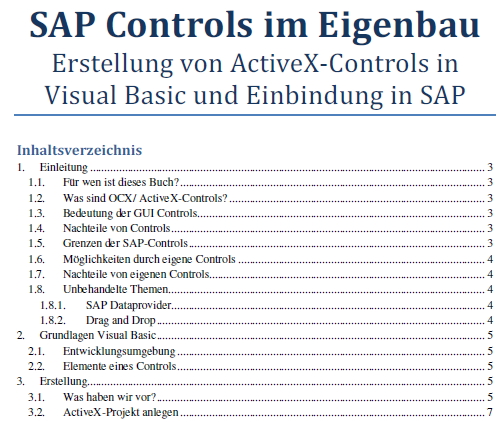 SAP Controls im Eigenbau
Erstellung von ActiveX-Controls in
Visual Basic und Einbindung in SAP
Inhaltsverzeichnis
1. Einleitung 3
1.1. Für wen ist dieses Buch? 3
1.2. Was sind OCX/ ActiveX-Controls? 3
1.3. Bedeutung der GUI Controls 3
1.4. Nachteile von Controls 3
1.5. Grenzen der SAP-Controls 3
1.6. Möglichkeiten durch eigene Controls 4
1.7. Nachteile von eigenen Controls 4
1.8. Unbehandelte Themen 4
1.8.1. SAP Dataprovider 4
1.8.2. Drag and Drop 4
2. Grundlagen Visual Basic 5
2.1. Entwicklungsumgebung 5
2.2. Elemente eines Controls 5
3. Erstellung 5
3.1. Was haben wir vor? 5
3.2. ActiveX-Projekt anlegen 7